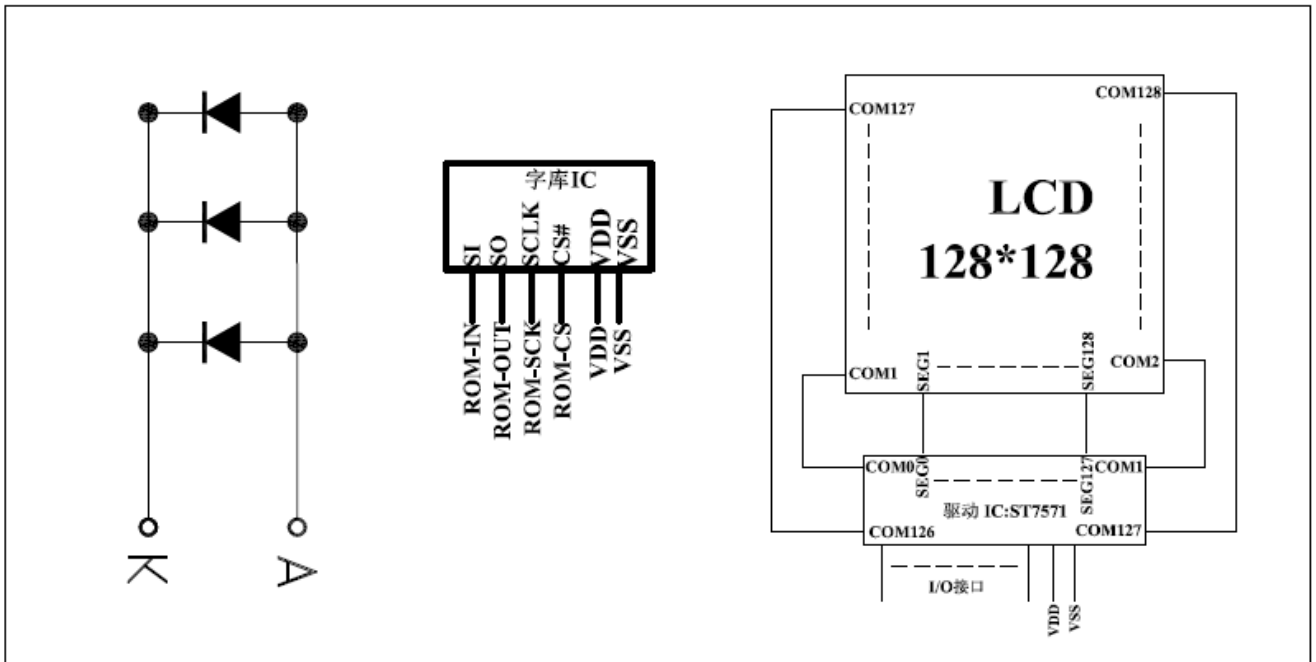 K
A
字库IC
SI
SO
SCLK
CS#
VDD
VSS
ROM-IN
ROM-OUT
ROM-SCK
ROM-CS
VDD
VSS
COM127
COM128
LCD
128*128
COM1
SEG1
SEG128
COM2
COM0
SEG0
SEG127
COM1
驱动 IC:ST7571
COM126
COM127
I/O接口
VDD
VSS